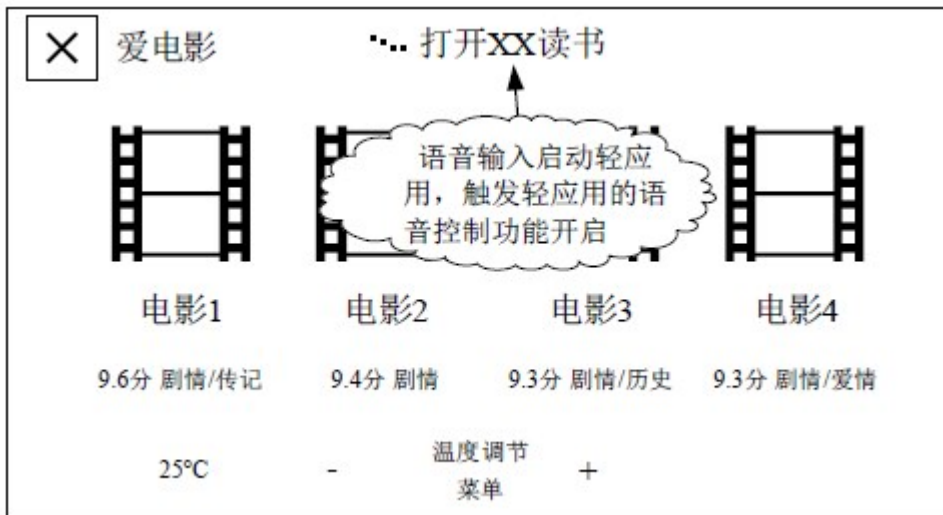 爱电影
打开XX读书
语音输入启动轻应
用，触发轻应用的语
音控制功能开启
电影1 电影2 电影3 电影4
9.6分 剧情/传记 9.4分 剧情 9.3分 剧情/历史 9.3分 剧情/爱情
25℃ - 温度调节 +
菜单